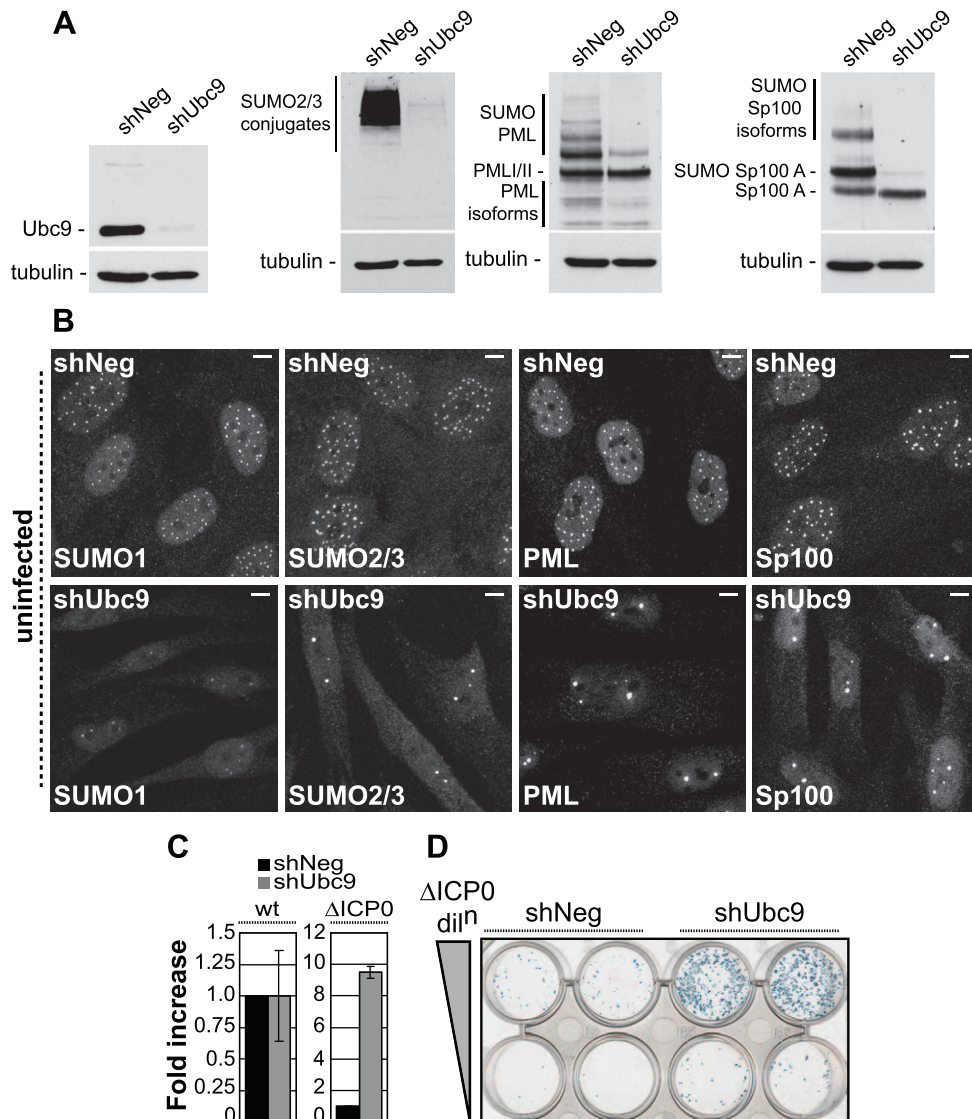 A
shNeg
shUbc9
Ubc9 -
tubulin -
shNeg
shUbc9
SUMO2/3
conjugates
tubulin -
shNeg
shUbc9
SUMO
PML
PMLI/II -
PML
isoforms
tubulin -
shNeg
shUbc9
SUMO
Sp100
isoforms
SUMO Sp100 A -
Sp100 A -
tubulin -
B
uninfected
shNeg
SUMO1
shNeg
SUMO2/3
shNeg
PML
shNeg
Sp100
shUbc9
SUMO1
shUbc9
SUMO2/3
shUbc9
PML
shUbc9
Sp100
C
shNeg
shUbc9
wt
ΔICP0
Fold increase
1.5
1.25
1.0
0.75
0.5
0.25
0
12
10
8
6
4
2
0
D
ΔICP0
dilⁿ
shNeg
shUbc9